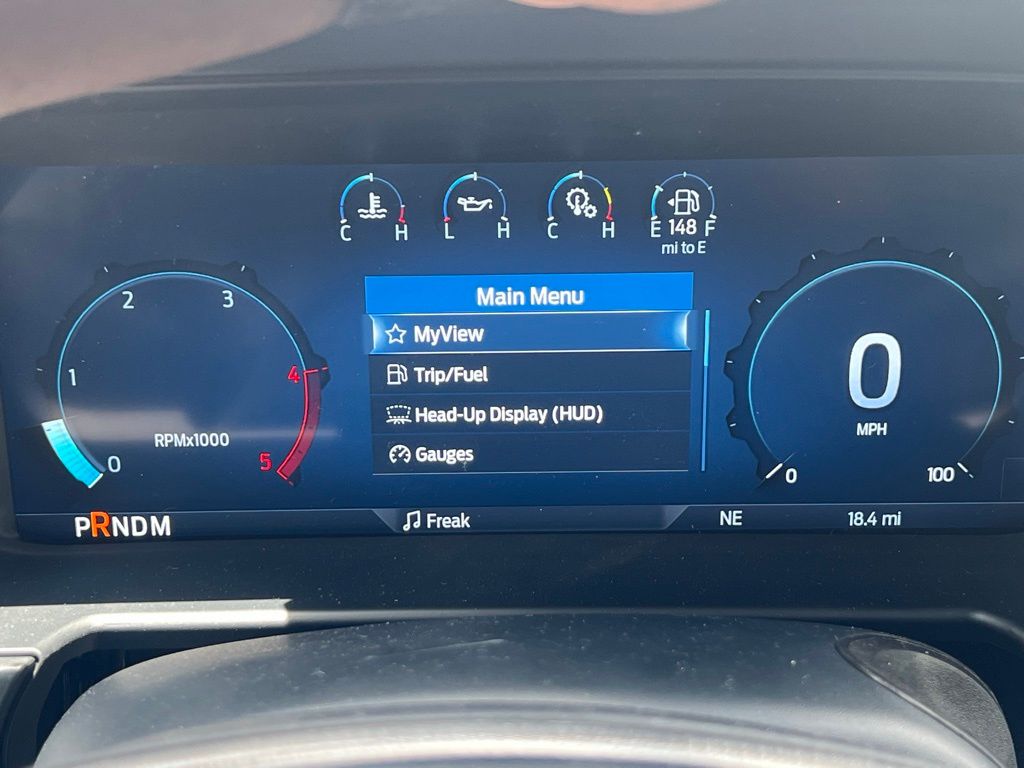 C H
L H
C H
E 148 F
mi to E
Main Menu
MyView
Trip/Fuel
Head-Up Display (HUD)
Gauges
2 3
1 4
RPMx1000
0 5
0
MPH
0 100
PRNDM
Freak
NE
18.4 mi